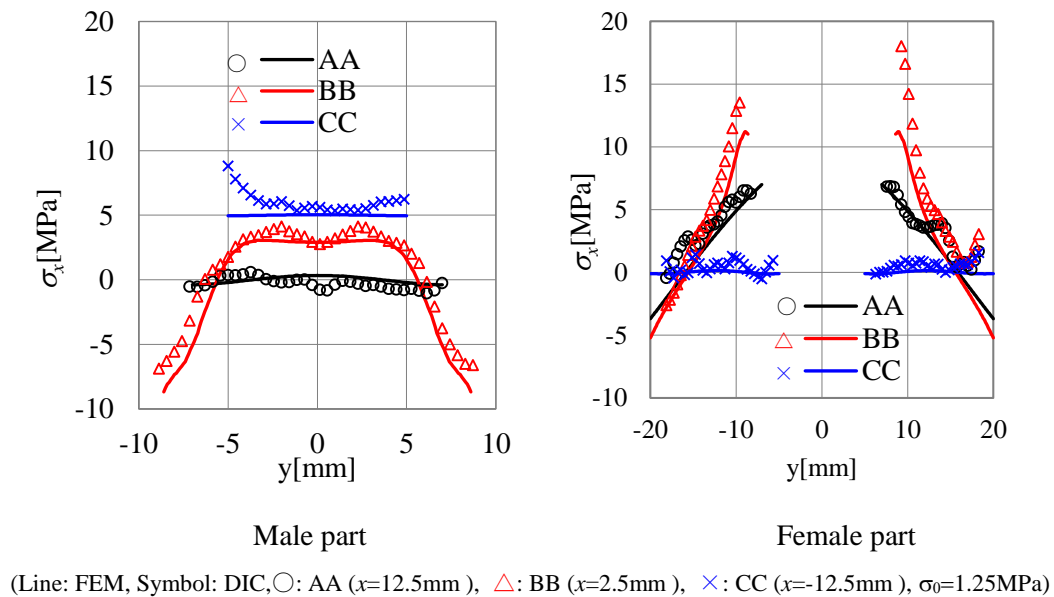 20
15
10
5
0
-5
-10
σx[MPa]
-10 -5 0 5 10
y[mm]
AA
BB
CC
Male part
20
15
10
5
0
-5
-10
σx[MPa]
-20 -10 0 10 20
y[mm]
AA
BB
CC
Female part
(Line: FEM, Symbol: DIC,○: AA (x=12.5mm ), △: BB (x=2.5mm ), ×: CC (x=-12.5mm ), σ0=1.25MPa)